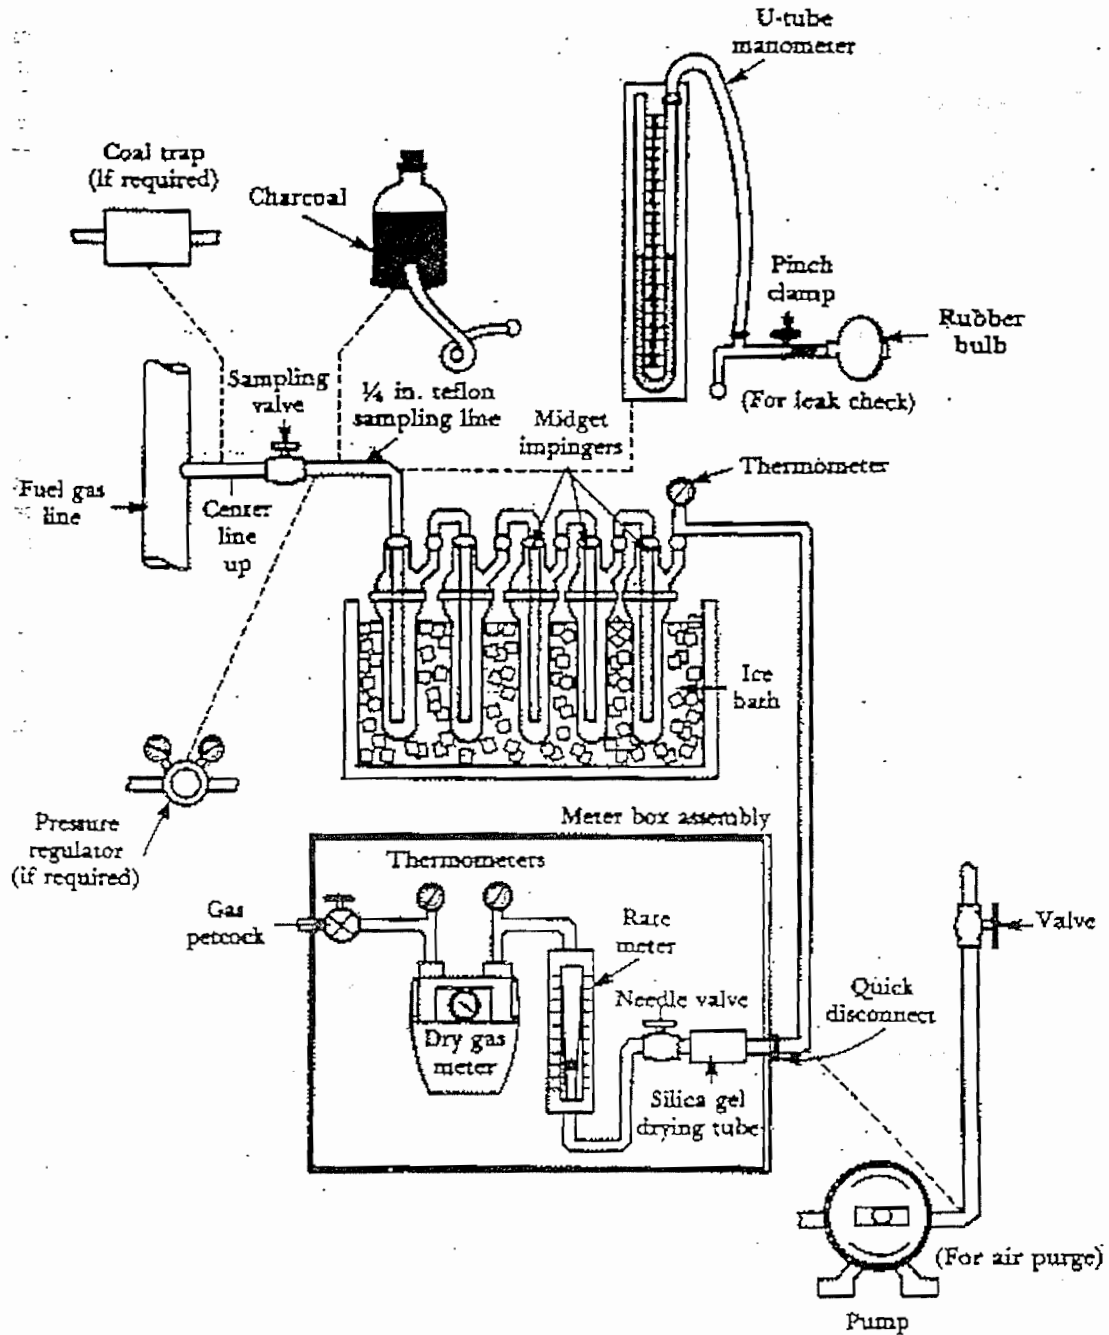 U-tube
manometer
Coal trap
(if required)
Charcoal
Pinch
clamp
Rubber
bulb
(For leak check)
Sampling
valve
¼ in. teflon
sampling line
Midget
impingers
Thermometer
Fuel gas
line
Center
line
up
Ice
bath
Pressure
regulator
(if required)
Meter box assembly
Thermometers
Gas
petcock
Rate
meter
Valve
Needle valve
Quick
disconnect
Dry gas
meter
Silica gel
drying tube
(For air purge)
Pump